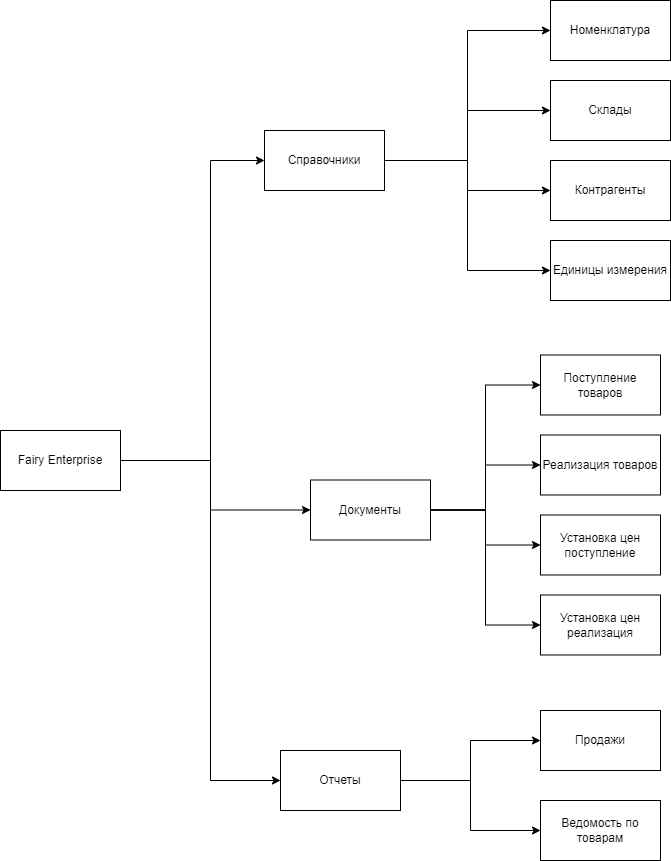 Номенклатура
Склады
Справочники
Контрагенты
Единицы измерения
Поступление
товаров
Fairy Enterprise
Реализация товаров
Документы
Установка цен
поступление
Установка цен
реализация
Продажи
Отчеты
Ведомость по
товарам